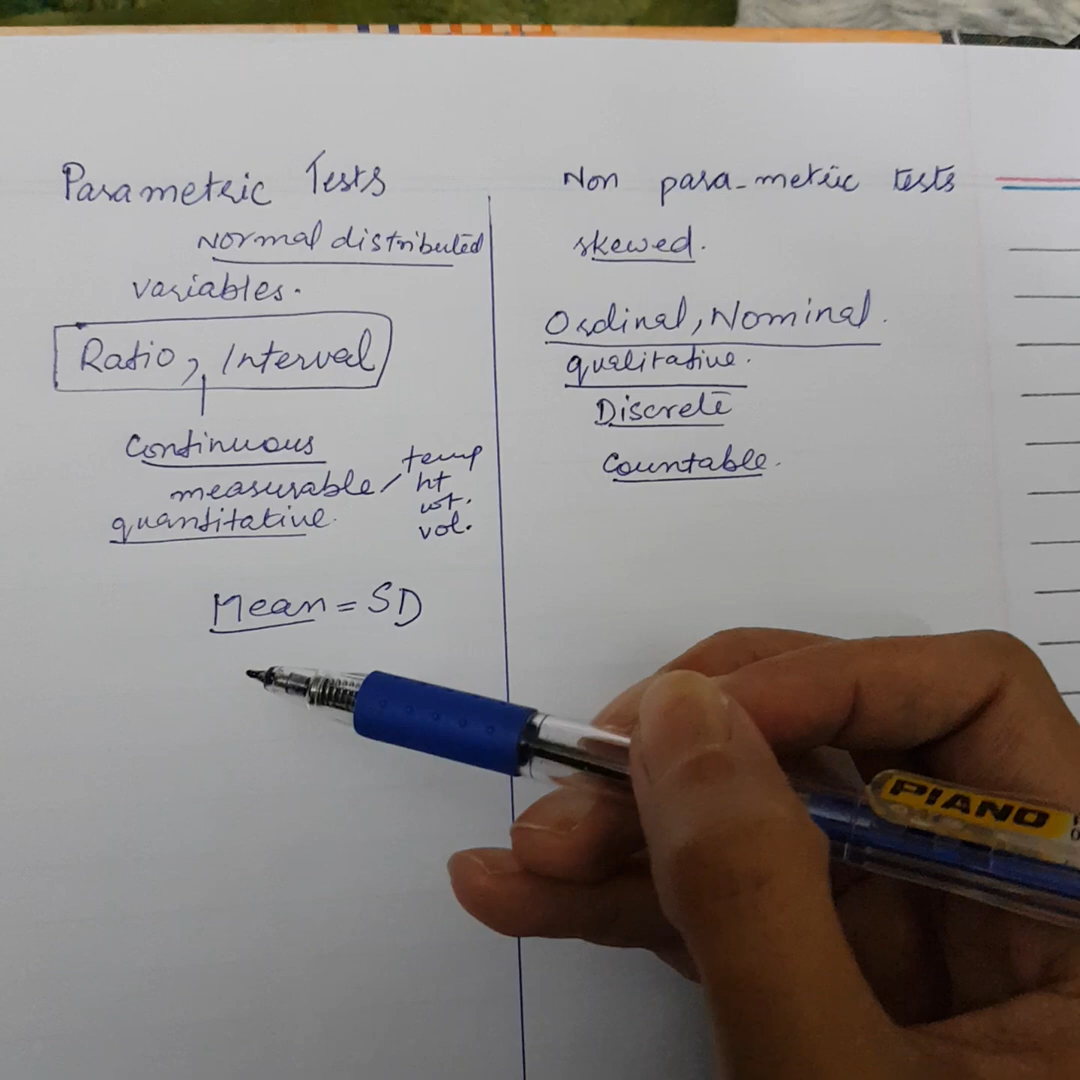 Parametric Tests
Normal distributed
variables.
Ratio, Interval
Continuous
measurable
temp
ht
wt.
vol.
quantitative.
Mean = SD
Non para-metric tests
skewed.
Ordinal, Nominal.
qualitative.
Discrete
Countable.
PIANO